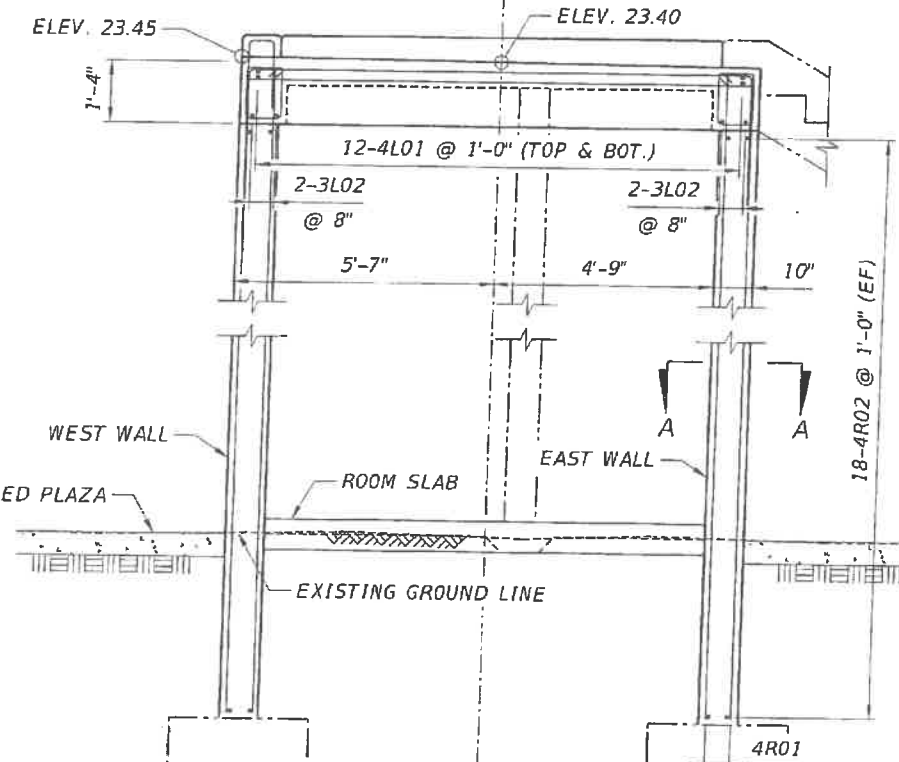 ELEV. 23.45
ELEV. 23.40
1'-4"
12-4L01 @ 1'-0" (TOP & BOT.)
2-3L02
@ 8"
2-3L02
@ 8"
5'-7"
4'-9"
10"
18-4R02 @ 1'-0" (EF)
A
A
WEST WALL
EAST WALL
ROOM SLAB
ED PLAZA
EXISTING GROUND LINE
4R01